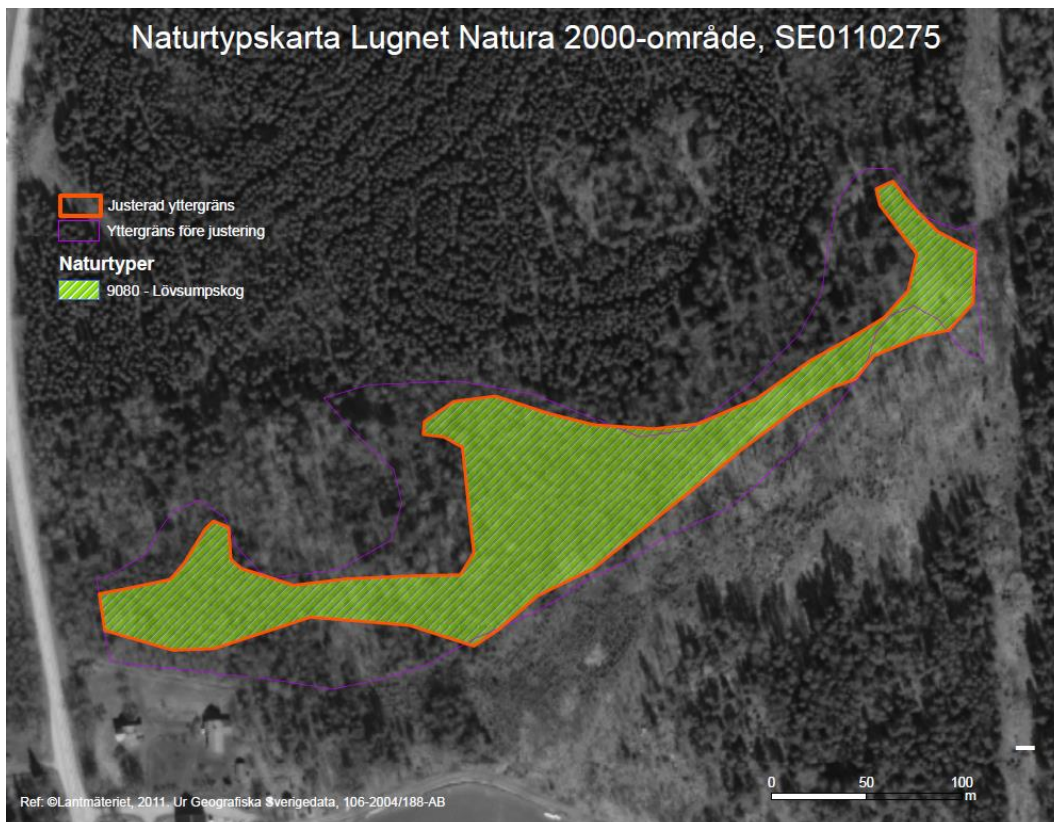 Naturtypskarta Lugnet Natura 2000-område, SE0110275
Justerad yttergräns
Yttergräns före justering
Naturtyper
9080 - Lövsumpskog
0 50 100
m
Ref: ©Lantmäteriet, 2011. Ur Geografiska Sverigedata, 106-2004/188-AB